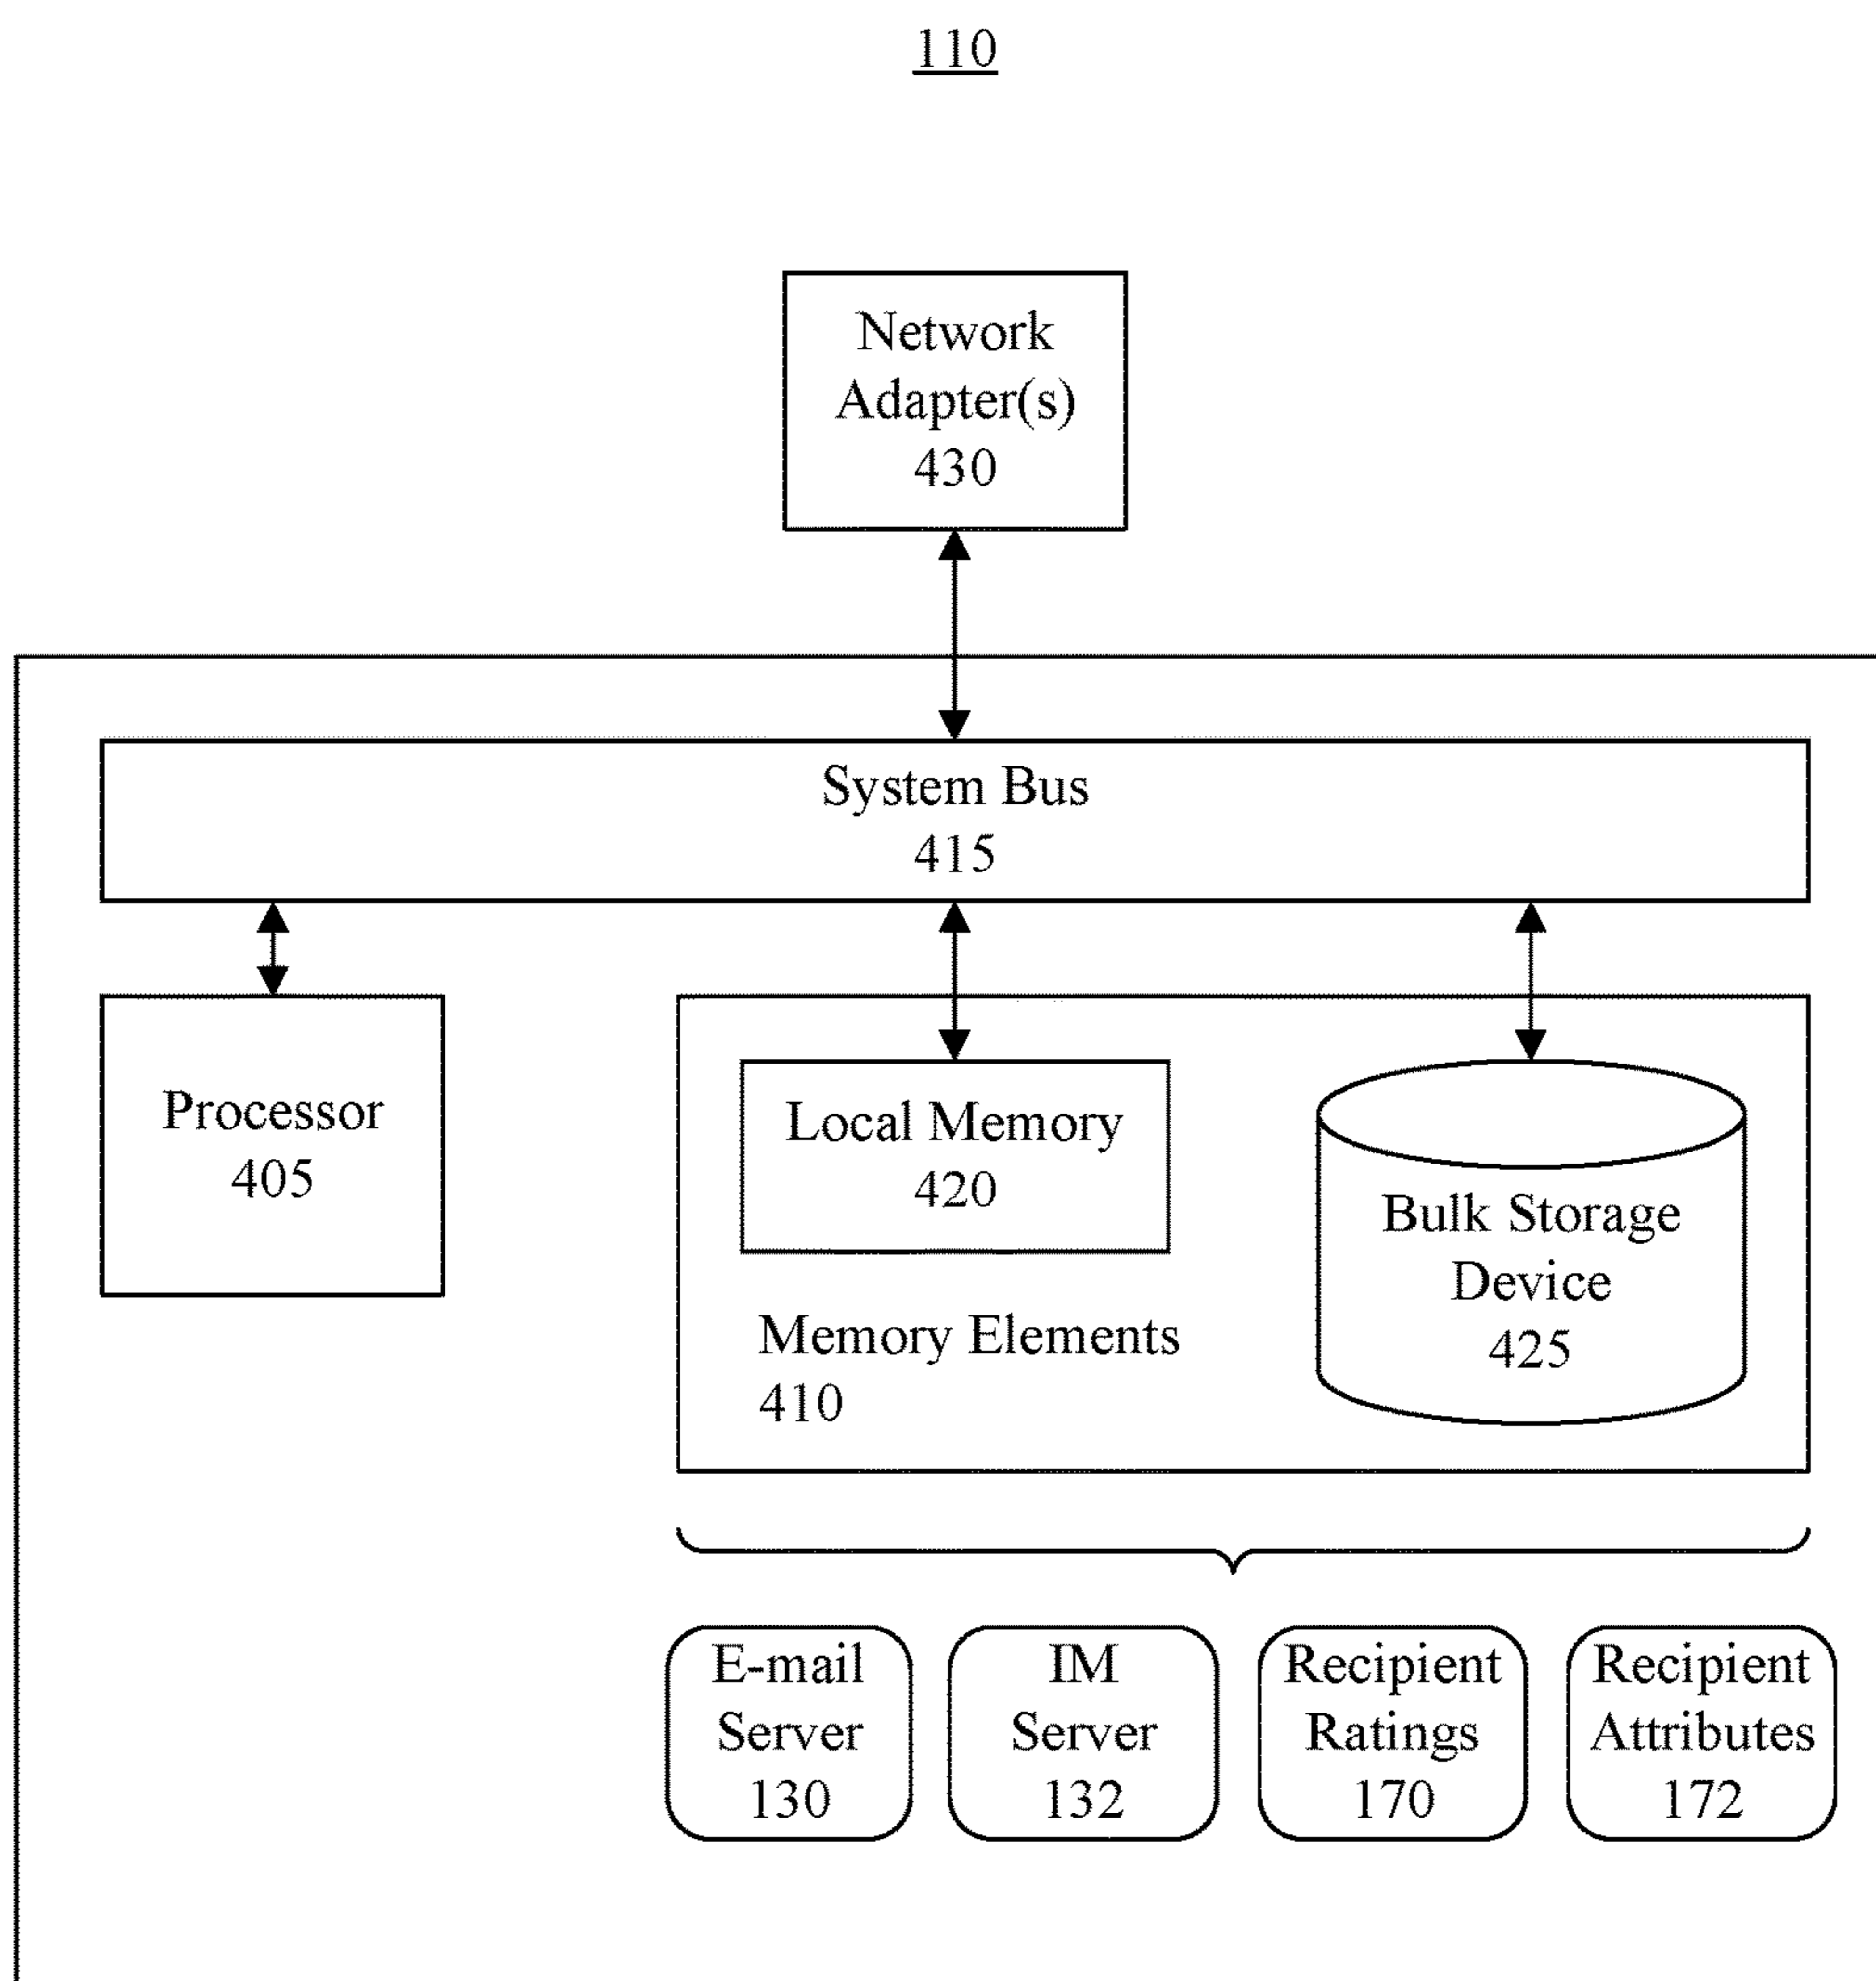 110
Network
Adapter(s)
430
System Bus
415
Processor
405
Local Memory
420
Memory Elements
410
Bulk Storage
Device
425
E-mail
Server
130
IM
Server
132
Recipient
Ratings
170
Recipient
Attributes
172